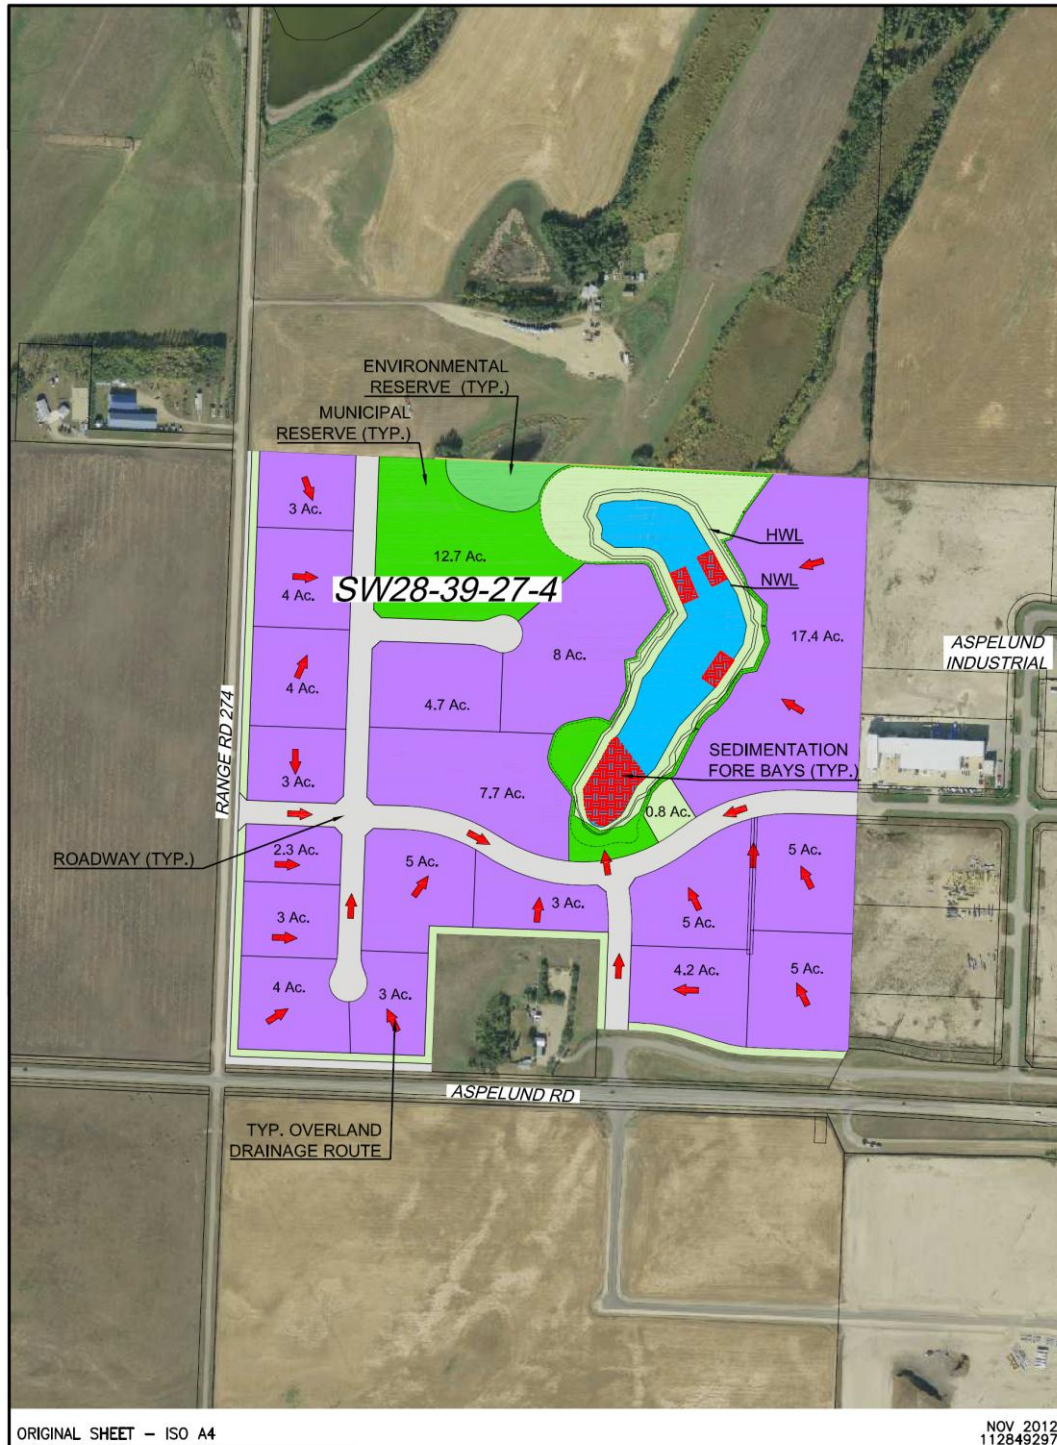 ENVIRONMENTAL
RESERVE (TYP.)
MUNICIPAL
RESERVE (TYP.)
3 Ac.
HWL
12.7 Ac.
NWL
SW28-39-27-4
4 Ac.
17.4 Ac.
8 Ac.
ASPELUND
INDUSTRIAL
4 Ac.
4.7 Ac.
RANGE RD 274
SEDIMENTATION
FORE BAYS (TYP.)
3 Ac.
7.7 Ac.
0.8 Ac.
ROADWAY (TYP.)
2.3 Ac.
5 Ac.
5 Ac.
3 Ac.
3 Ac.
5 Ac.
4.2 Ac.
5 Ac.
4 Ac.
3 Ac.
ASPELUND RD
TYP. OVERLAND
DRAINAGE ROUTE
ORIGINAL SHEET - ISO A4
NOV 2012
112849297